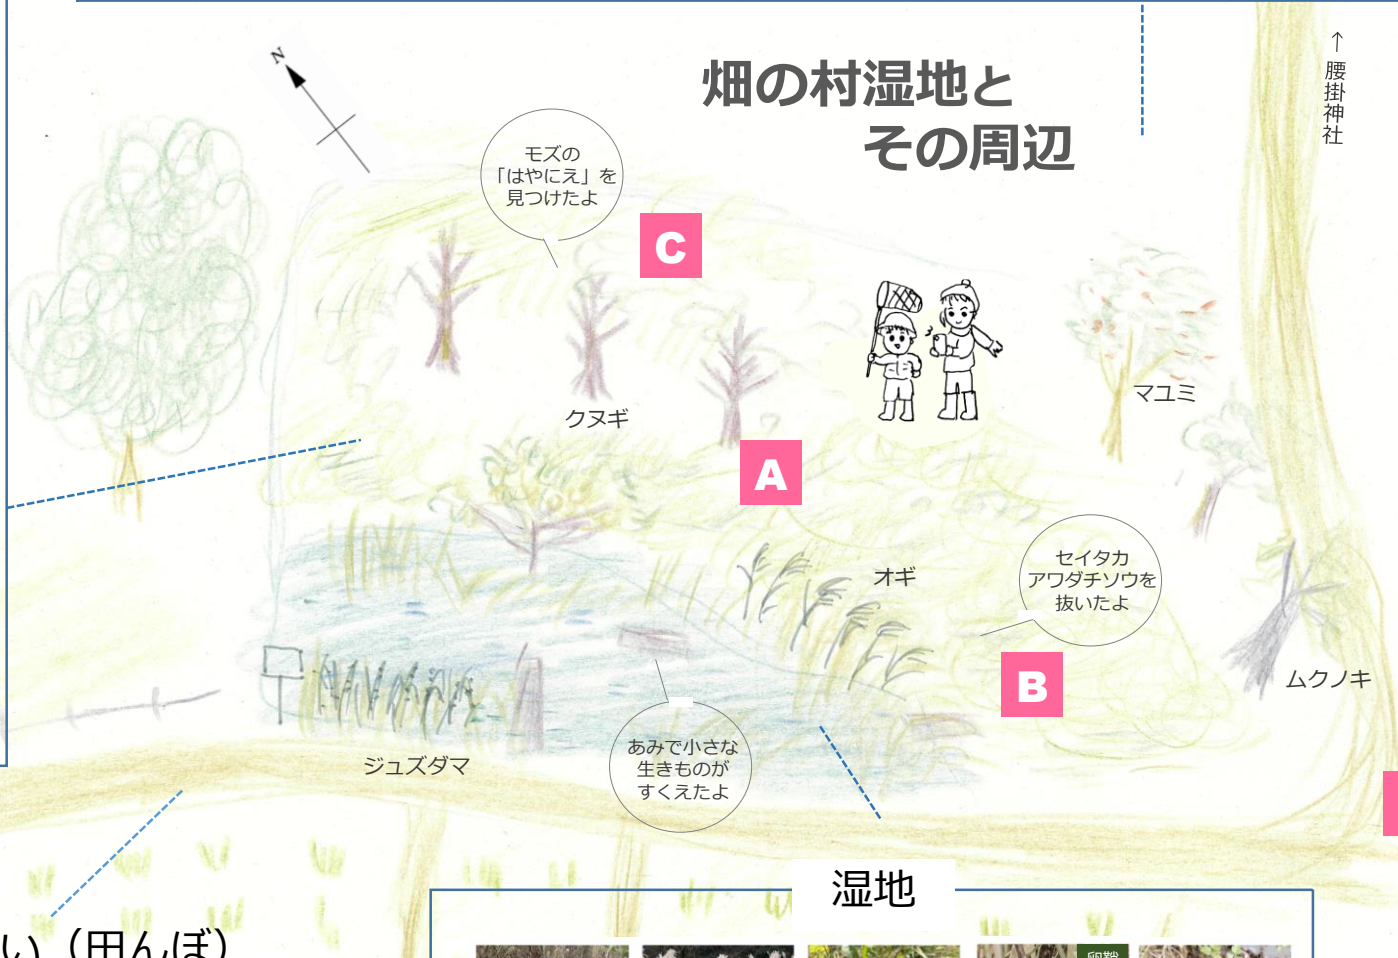 N
畑の村湿地と
その周辺
↑腰掛神社
モズの
「はやにえ」を
見つけたよ
C
マユミ
クヌギ
A
セイタカ
アワダチソウを
抜いたよ
オギ
B
ムクノキ
あみで小さな
生きものが
すくえたよ
ジュズダマ
湿地
い（田んぼ）
卵鞘